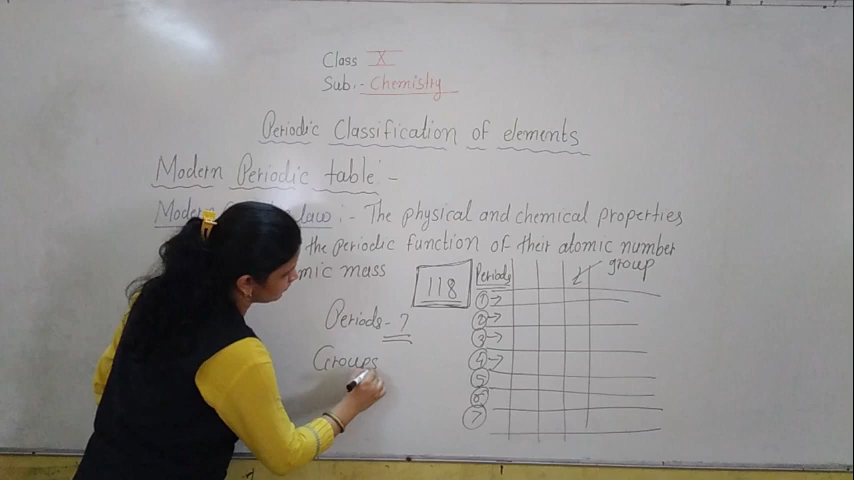 Class X
Sub.- Chemistry
Periodic Classification of elements
Modern Periodic table :-
Modern law :- The physical and chemical properties
the periodic function of their atomic number
mass
118
Periods - 7
Groups
Periods
group
1
2
3
4
5
6
7